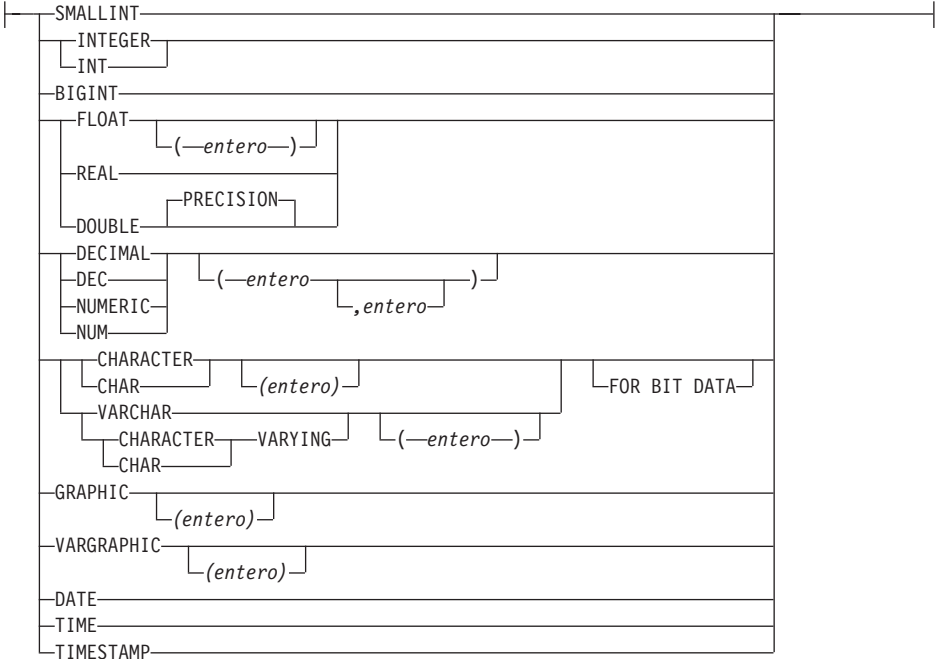 SMALLINT
INTEGER
INT
BIGINT
FLOAT
( entero )
REAL
PRECISION
DOUBLE
DECIMAL
( entero )
DEC
,entero
NUMERIC
NUM
CHARACTER
CHAR (entero) FOR BIT DATA
VARCHAR
CHARACTER VARYING ( entero )
CHAR
GRAPHIC
(entero)
VARGRAPHIC
(entero)
DATE
TIME
TIMESTAMP